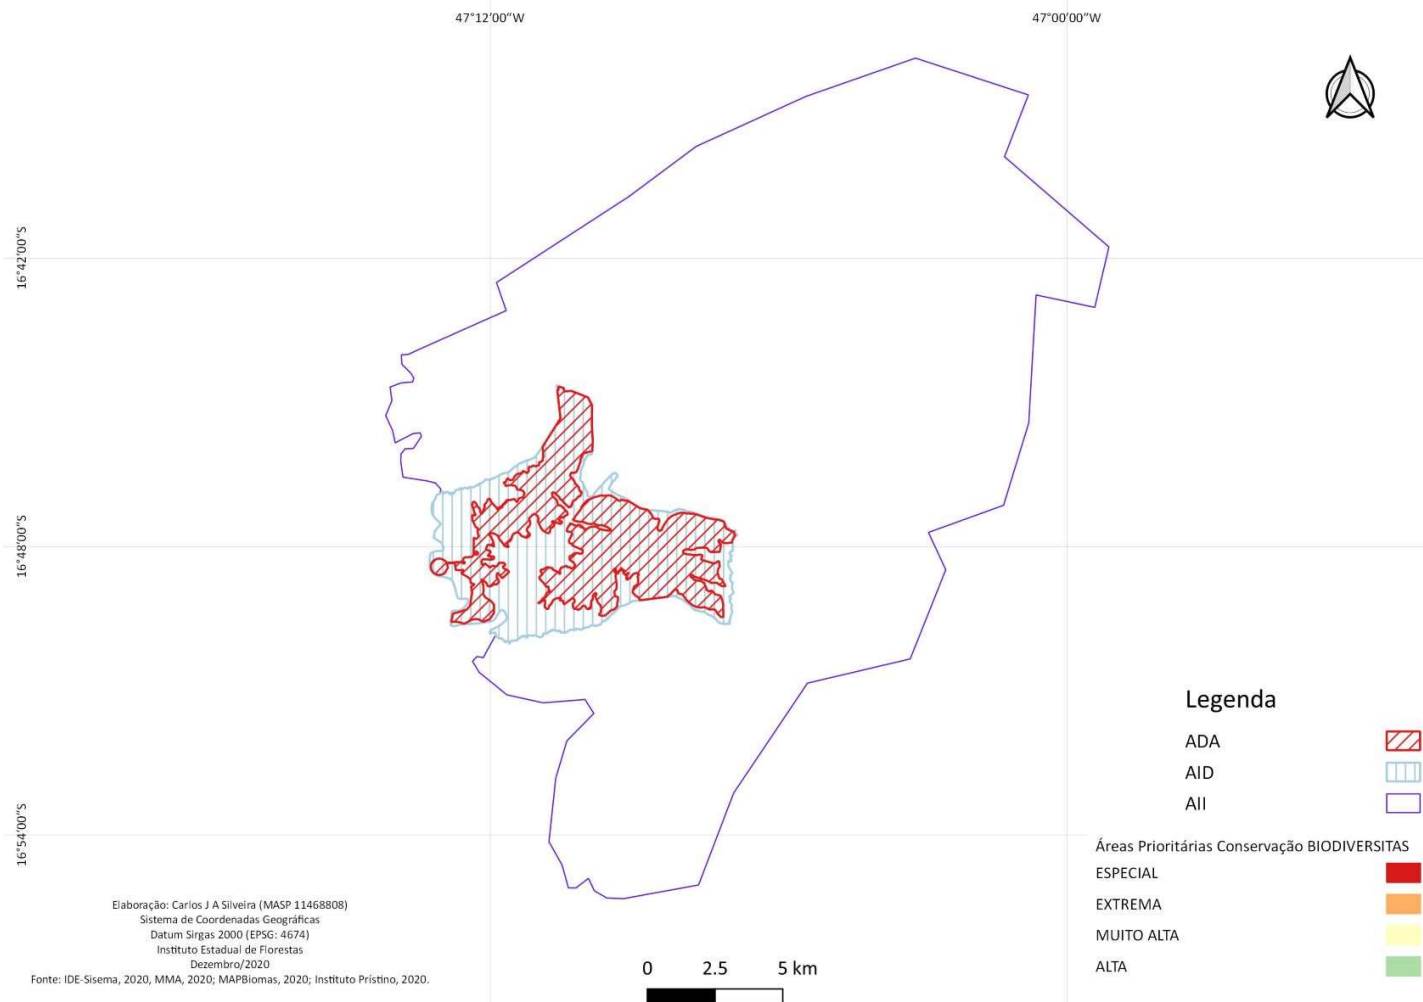 47°12'00"W
47°00'00"W
16°42'00"S
16°48'00"S
16°54'00"S
Legenda
ADA
AID
AII
Áreas Prioritárias Conservação BIODIVERSITAS
ESPECIAL
EXTREMA
MUITO ALTA
ALTA
Elaboração: Carlos J A Silveira (MASP 11468808)
Sistema de Coordenadas Geográficas
Datum Sirgas 2000 (EPSG: 4674)
Instituto Estadual de Florestas
Dezembro/2020
Fonte: IDE-Sisema, 2020, MMA, 2020; MAPBiomas, 2020; Instituto Prístino, 2020.
0 2.5 5 km